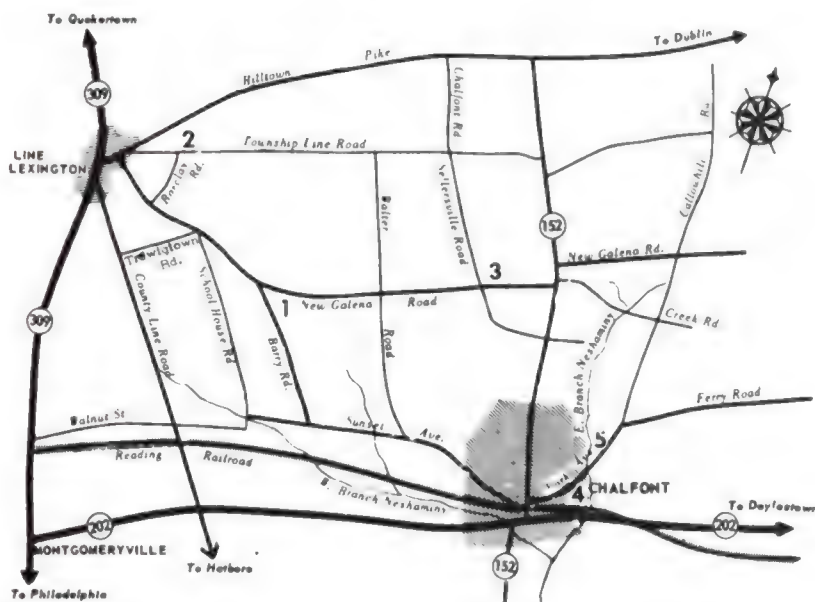 To Quakertown
To Dublin
309
Hilltown Pike
Chalfont Rd
Rd.
2
Township Line Road
LINE
LEXINGTON
Barclay
Rd.
Walter
Road
Sellersville Road
Callowhill
152
New Galena Rd.
Trewigtown
Rd.
3
New Galena Road
1
309
County Line Road
School House Rd
Barry Rd.
Creek Rd
E. Branch Neshaminy
Ferry Road
Walnut St
Sunset Ave.
5
Reading Railroad
4
CHALFONT
W. Branch Neshaminy
To Doylestown
202
202
MONTGOMERYVILLE
To Hatboro
152
To Philadelphia